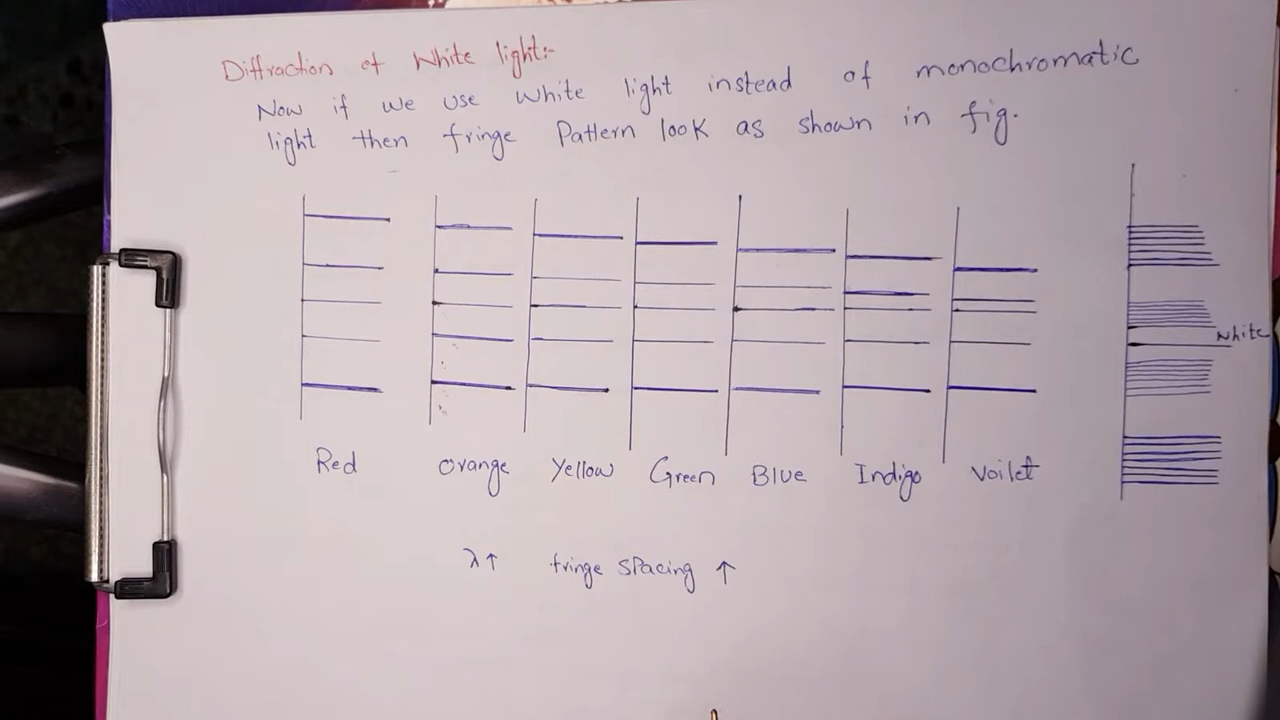 Diffraction of White light:-
Now if we use white light instead of monochromatic
light then fringe Pattern look as shown in fig.
White
Red Orange Yellow Green Blue Indigo Voilet
λ↑ fringe spacing ↑